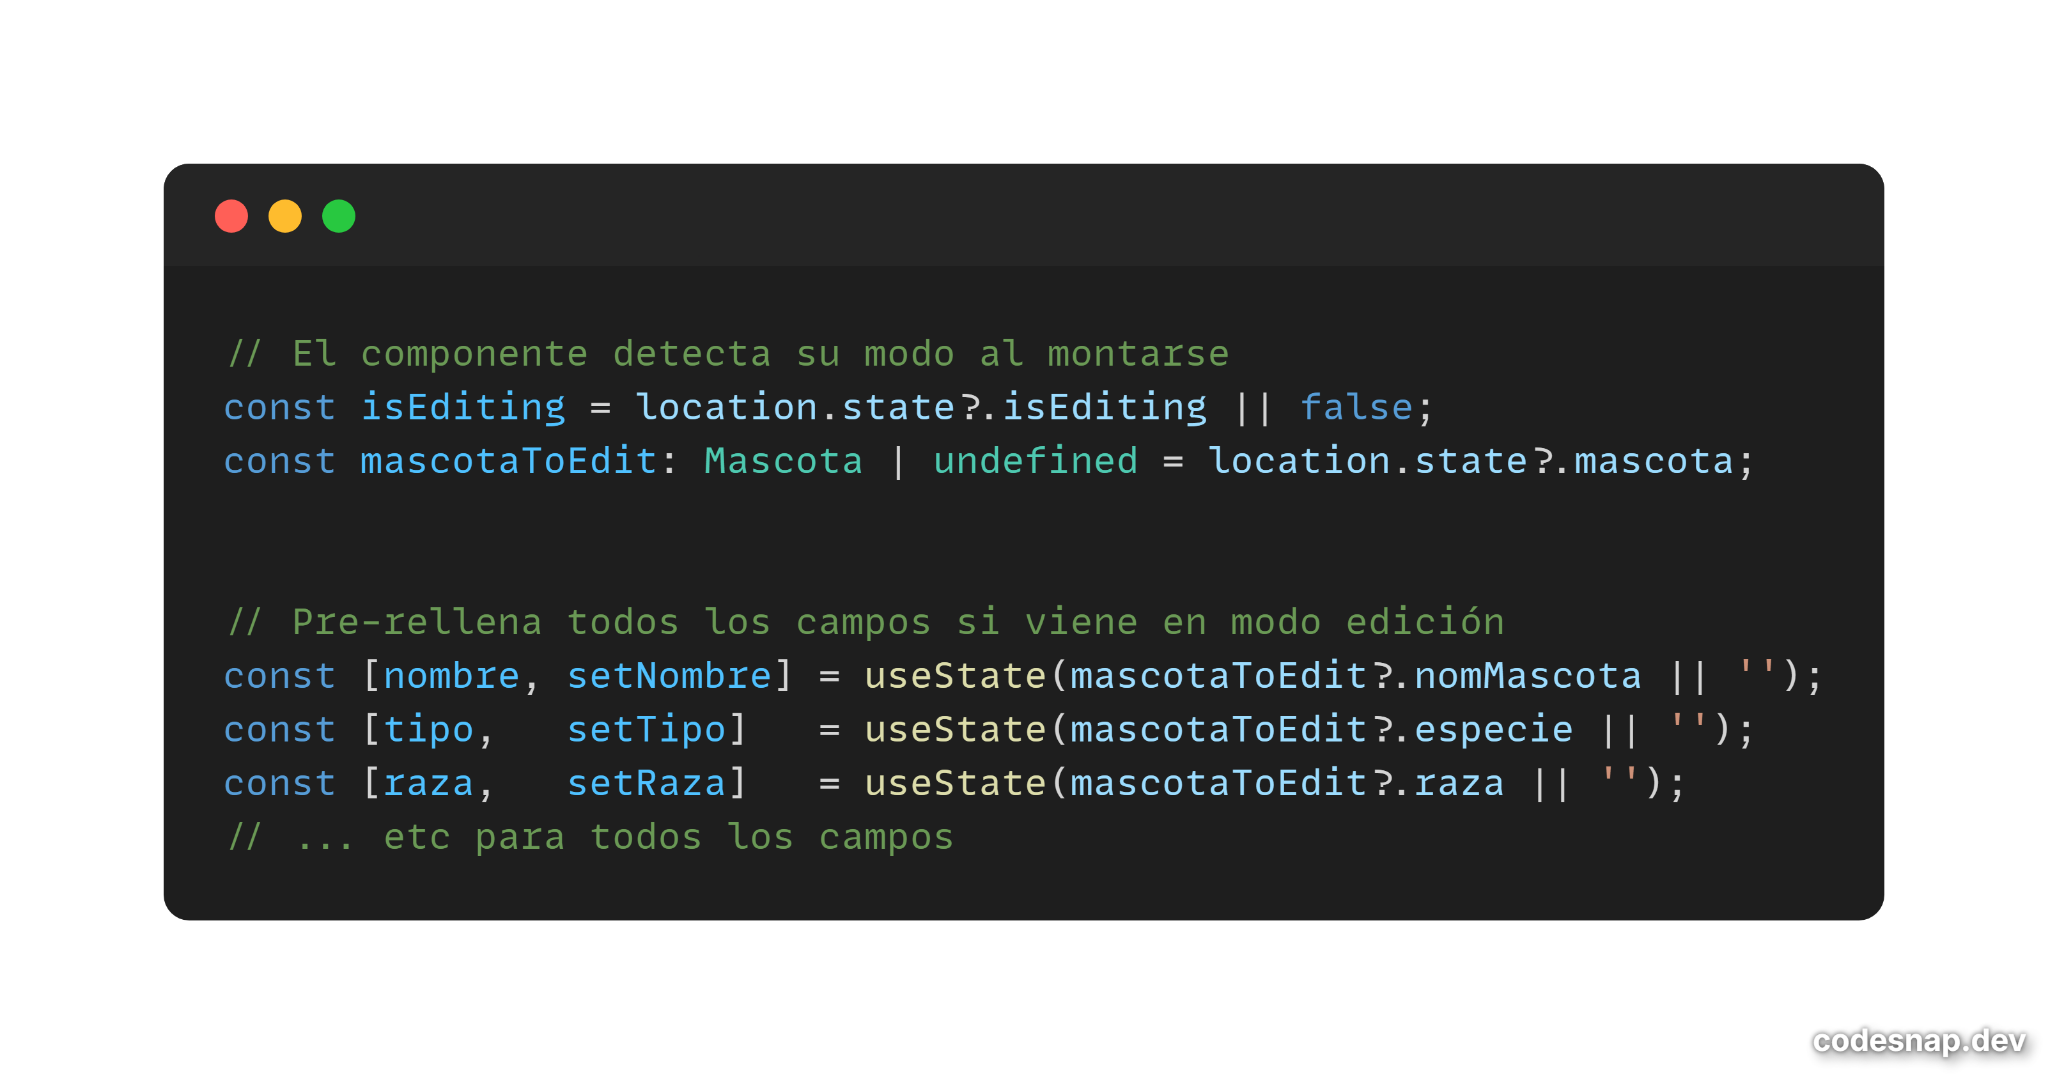 // El componente detecta su modo al montarse
const isEditing = location.state?.isEditing || false;
const mascotaToEdit: Mascota | undefined = location.state?.mascota;
// Pre-rellena todos los campos si viene en modo edición
const [nombre, setNombre] = useState(mascotaToEdit?.nomMascota || '');
const [tipo,   setTipo]   = useState(mascotaToEdit?.especie || '');
const [raza,   setRaza]   = useState(mascotaToEdit?.raza || '');
// ... etc para todos los campos
codesnap.dev